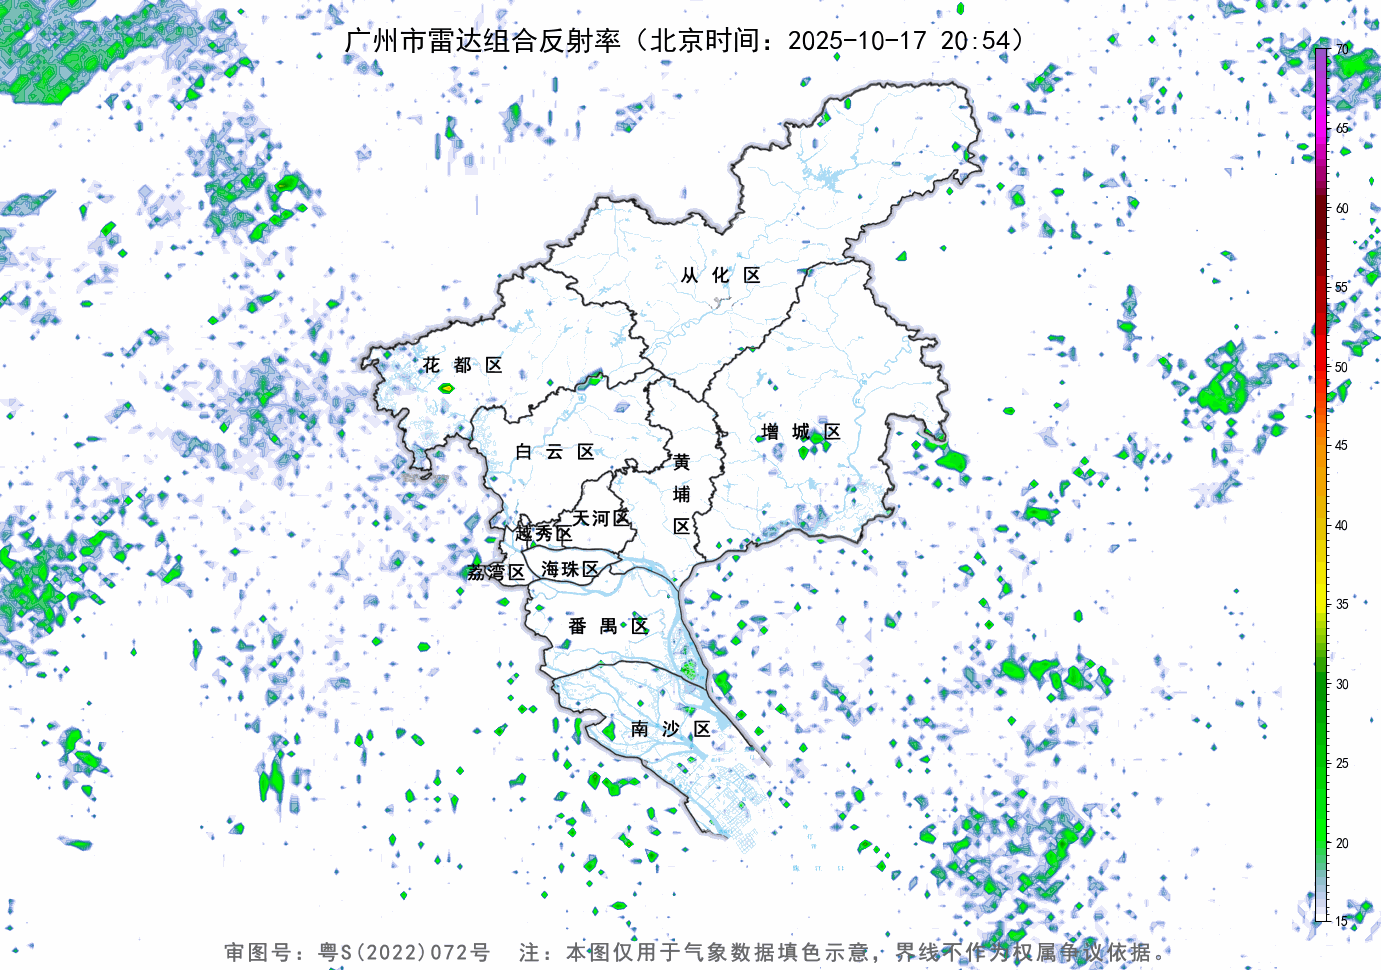 广州市雷达组合反射率（北京时间：2025-10-17 20:54）
70
65
60
55
50
45
40
35
30
25
20
15
从化区
花都区
增城区
白云区
黄埔区
天河区
越秀区
荔湾区
海珠区
番禺区
南沙区
审图号：粤S(2022)072号 注：本图仅用于气象数据填色示意，界线不作为权属争议依据。